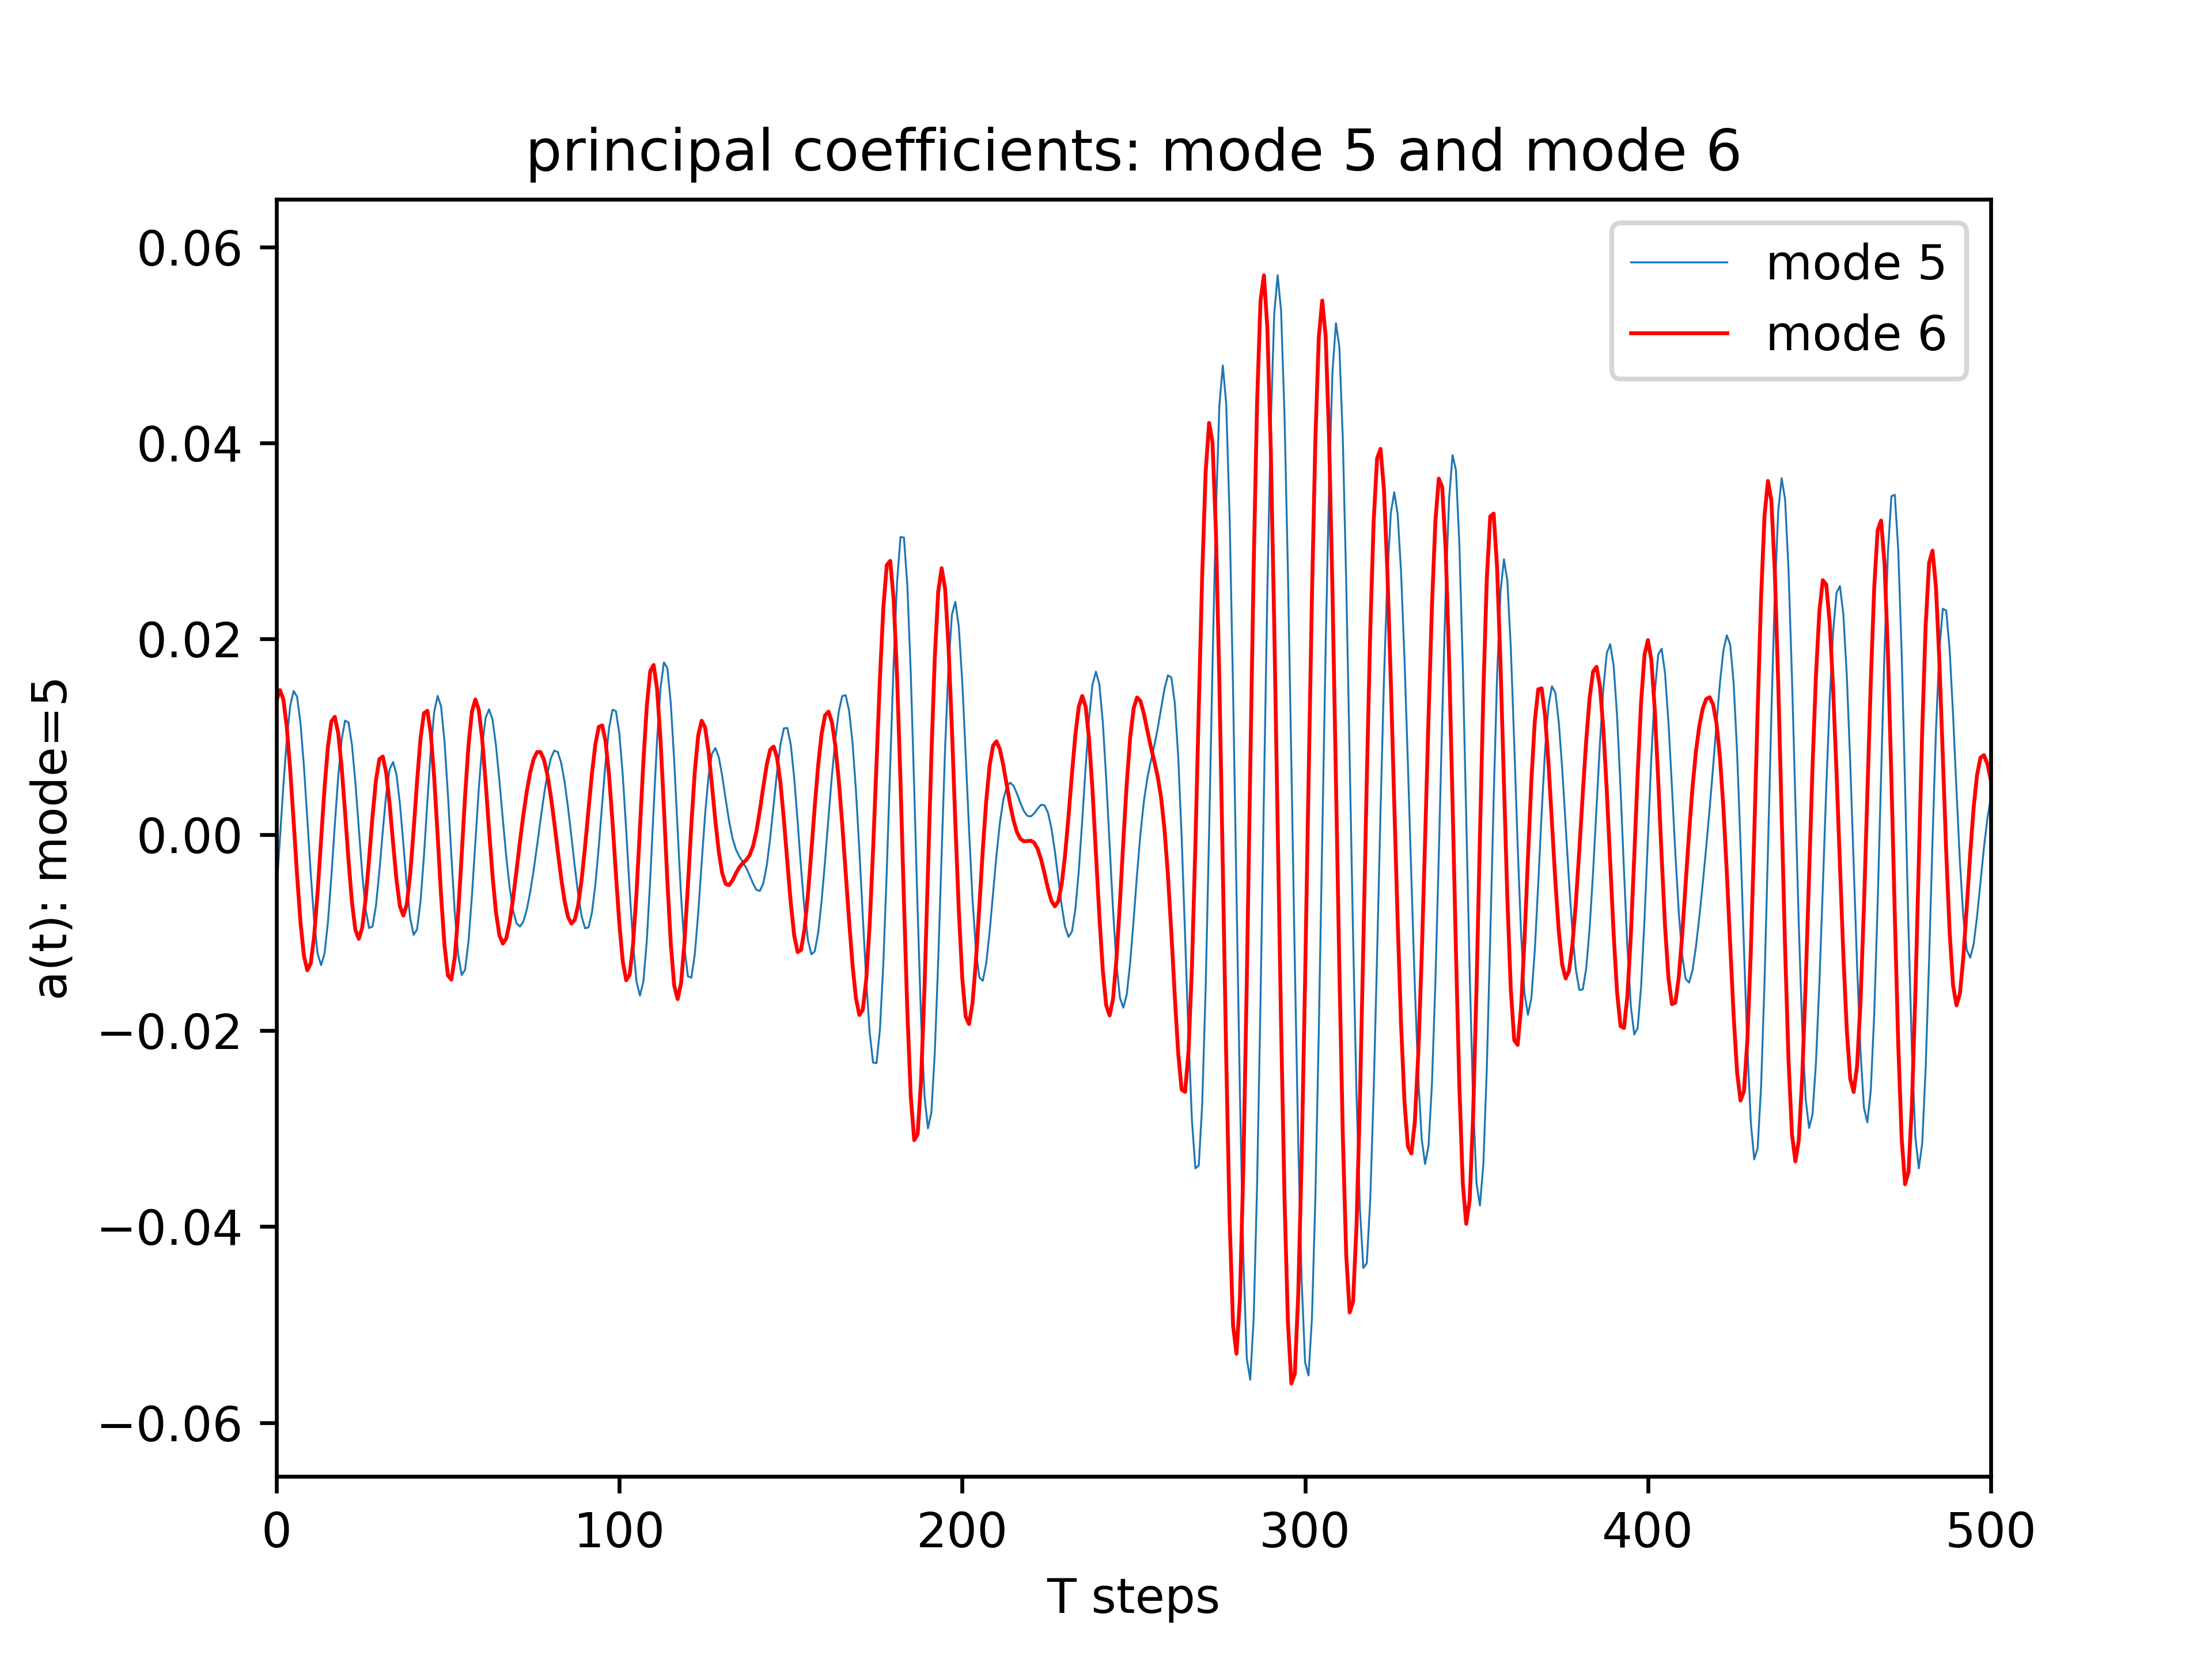 principal coefficients: mode 5 and mode 6
mode 5
mode 6
a(t): mode=5
0.06
0.04
0.02
0.00
−0.02
−0.04
−0.06
0 100 200 300 400 500
T steps